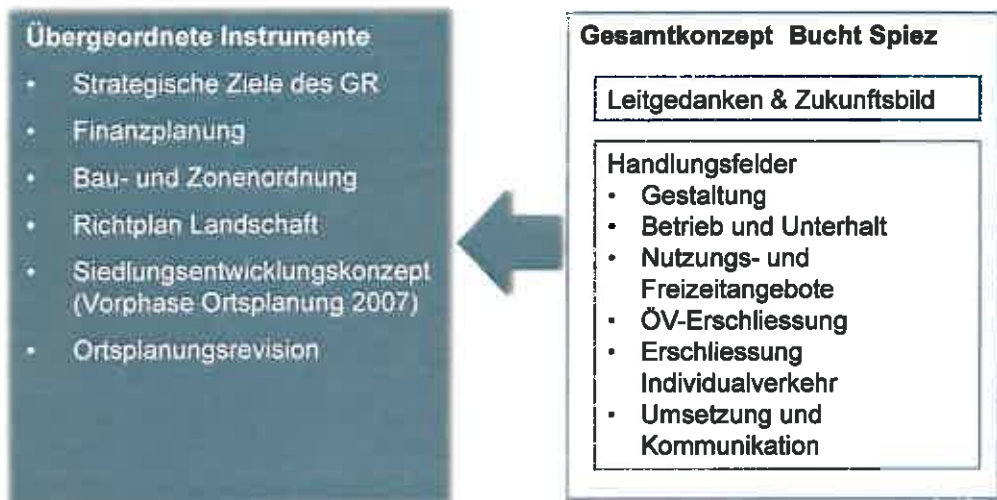 Übergeordnete Instrumente
• Strategische Ziele des GR
• Finanzplanung
• Bau- und Zonenordnung
• Richtplan Landschaft
• Siedlungsentwicklungskonzept
(Vorphase Ortsplanung 2007)
• Ortsplanungsrevision
Gesamtkonzept Bucht Spiez
Leitgedanken & Zukunftsbild
Handlungsfelder
• Gestaltung
• Betrieb und Unterhalt
• Nutzungs- und
Freizeitangebote
• ÖV-Erschliessung
• Erschliessung
Individualverkehr
• Umsetzung und
Kommunikation